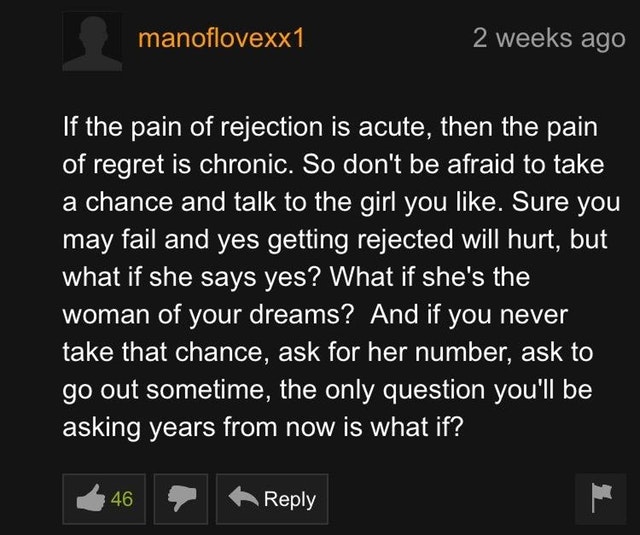 manoflovexx1 2 weeks ago
If the pain of rejection is acute, then the pain
of regret is chronic. So don't be afraid to take
a chance and talk to the girl you like. Sure you
may fail and yes getting rejected will hurt, but
what if she says yes? What if she's the
woman of your dreams?  And if you never
take that chance, ask for her number, ask to
go out sometime, the only question you'll be
asking years from now is what if?
46 Reply